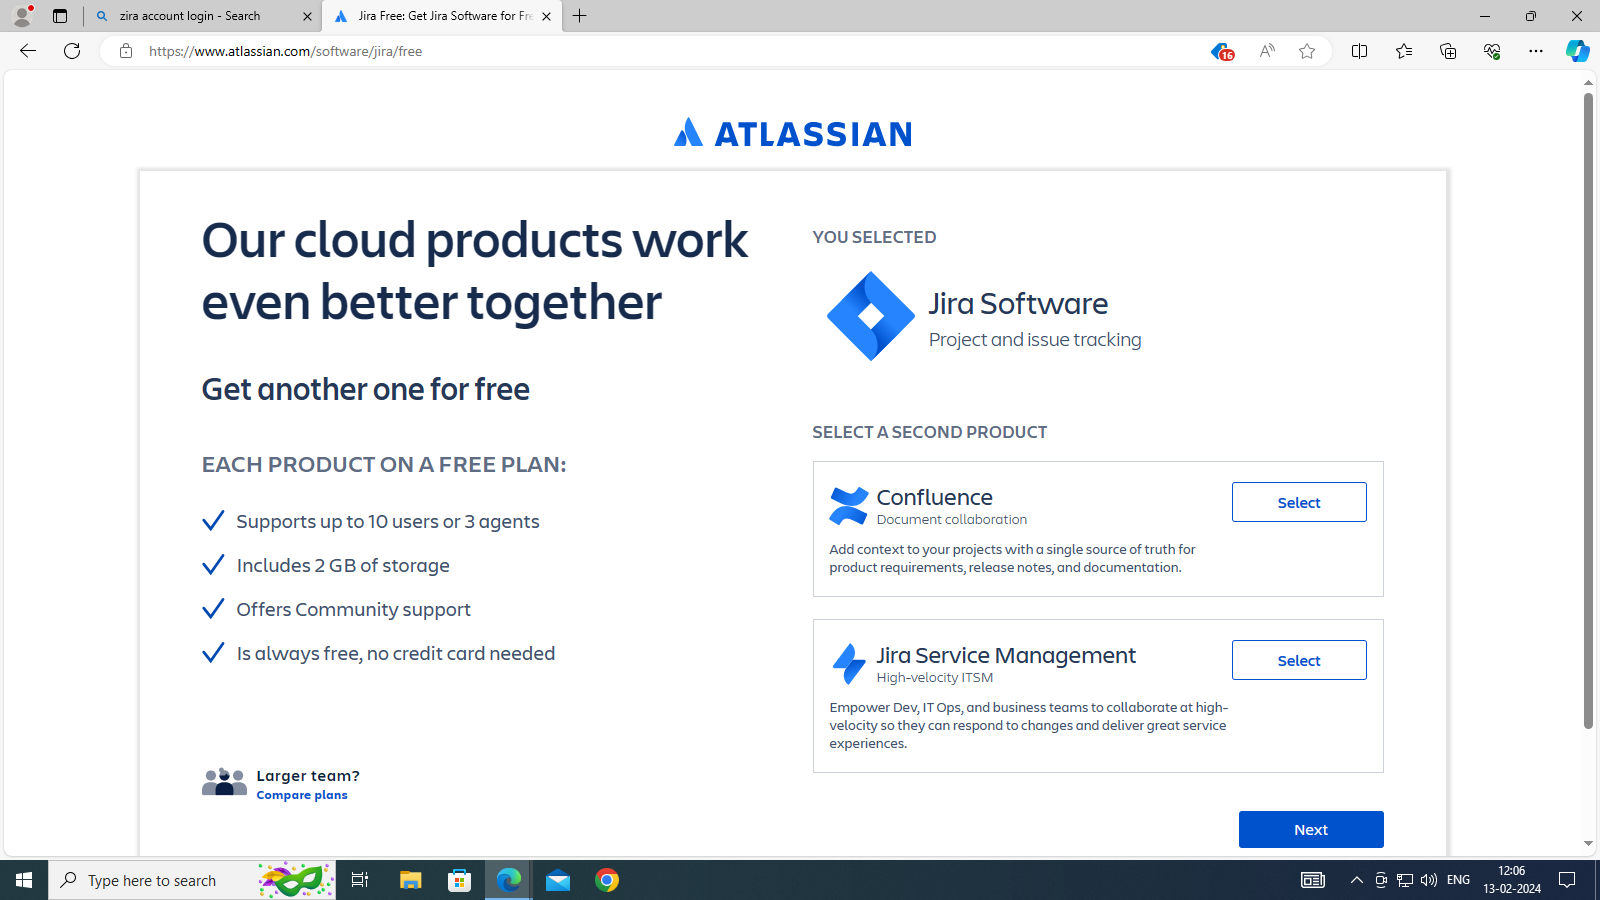 zira account login - Search
Jira Free: Get Jira Software for Fre
https://www.atlassian.com/software/jira/free
16
ATLASSIAN
Our cloud products work
even better together
Get another one for free
EACH PRODUCT ON A FREE PLAN:
Supports up to 10 users or 3 agents
Includes 2 GB of storage
Offers Community support
Is always free, no credit card needed
Larger team?
Compare plans
YOU SELECTED
Jira Software
Project and issue tracking
SELECT A SECOND PRODUCT
Confluence
Document collaboration
Select
Add context to your projects with a single source of truth for
product requirements, release notes, and documentation.
Jira Service Management
High-velocity ITSM
Select
Empower Dev, IT Ops, and business teams to collaborate at high-
velocity so they can respond to changes and deliver great service
experiences.
Next
Type here to search
ENG
12:06
13-02-2024